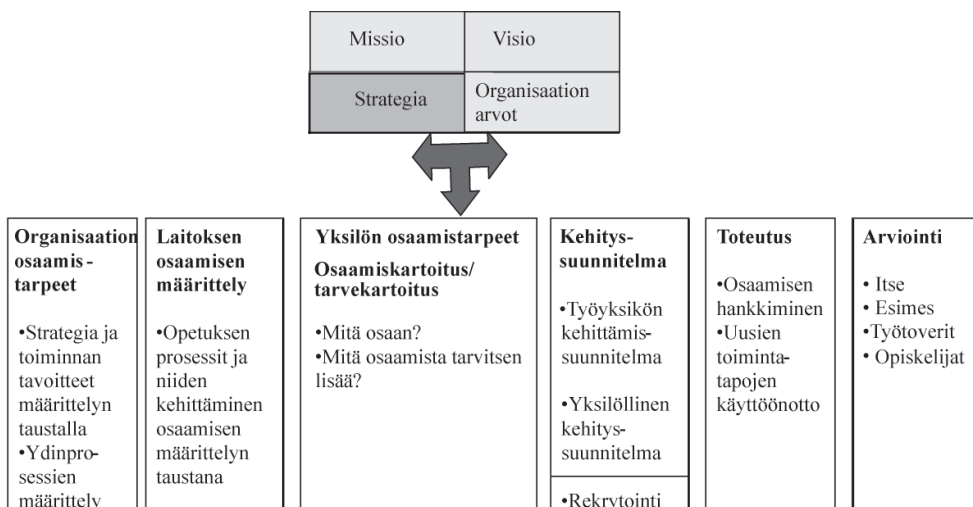 Missio
Visio
Strategia
Organisaation
arvot
Organisaation
osaamis-
tarpeet
•Strategia ja
toiminnan
tavoitteet
määrittelyn
taustalla
•Ydinpro-
sessien
määrittely
Laitoksen
osaamisen
määrittely
•Opetuksen
prosessit ja
niiden
kehittäminen
osaamisen
määrittelyn
taustana
Yksilön osaamistarpeet
Osaamiskartoitus/
tarvekartoitus
•Mitä osaan?
•Mitä osaamista tarvitsen
lisää?
Kehitys-
suunnitelma
•Työyksikön
kehittämis-
suunnitelma
•Yksilöllinen
kehitys-
suunnitelma
•Rekrytointi
Toteutus
•Osaamisen
hankkiminen
•Uusien
toiminta-
tapojen
käyttöönotto
Arviointi
• Itse
• Esimes
•Työtoverit
• Opiskelijat